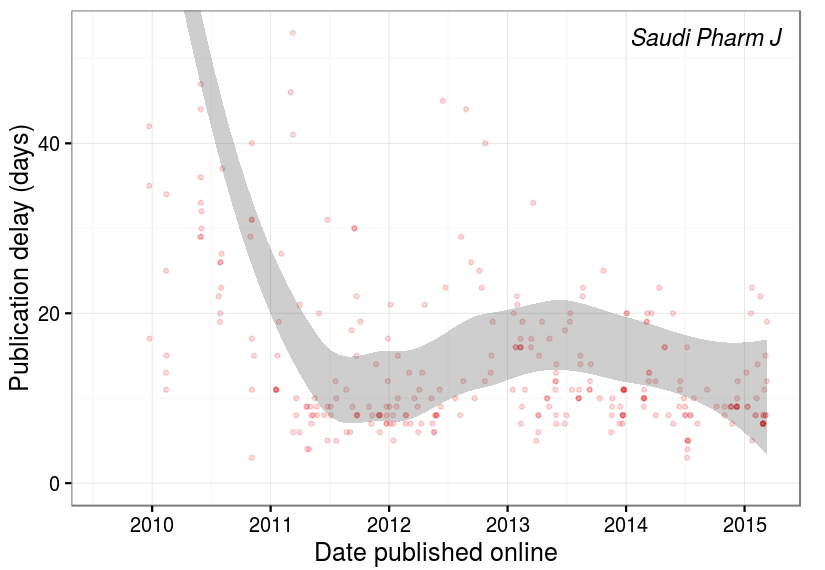 Saudi Pharm J
Publication delay (days)
40
20
0
2010 2011 2012 2013 2014 2015
Date published online